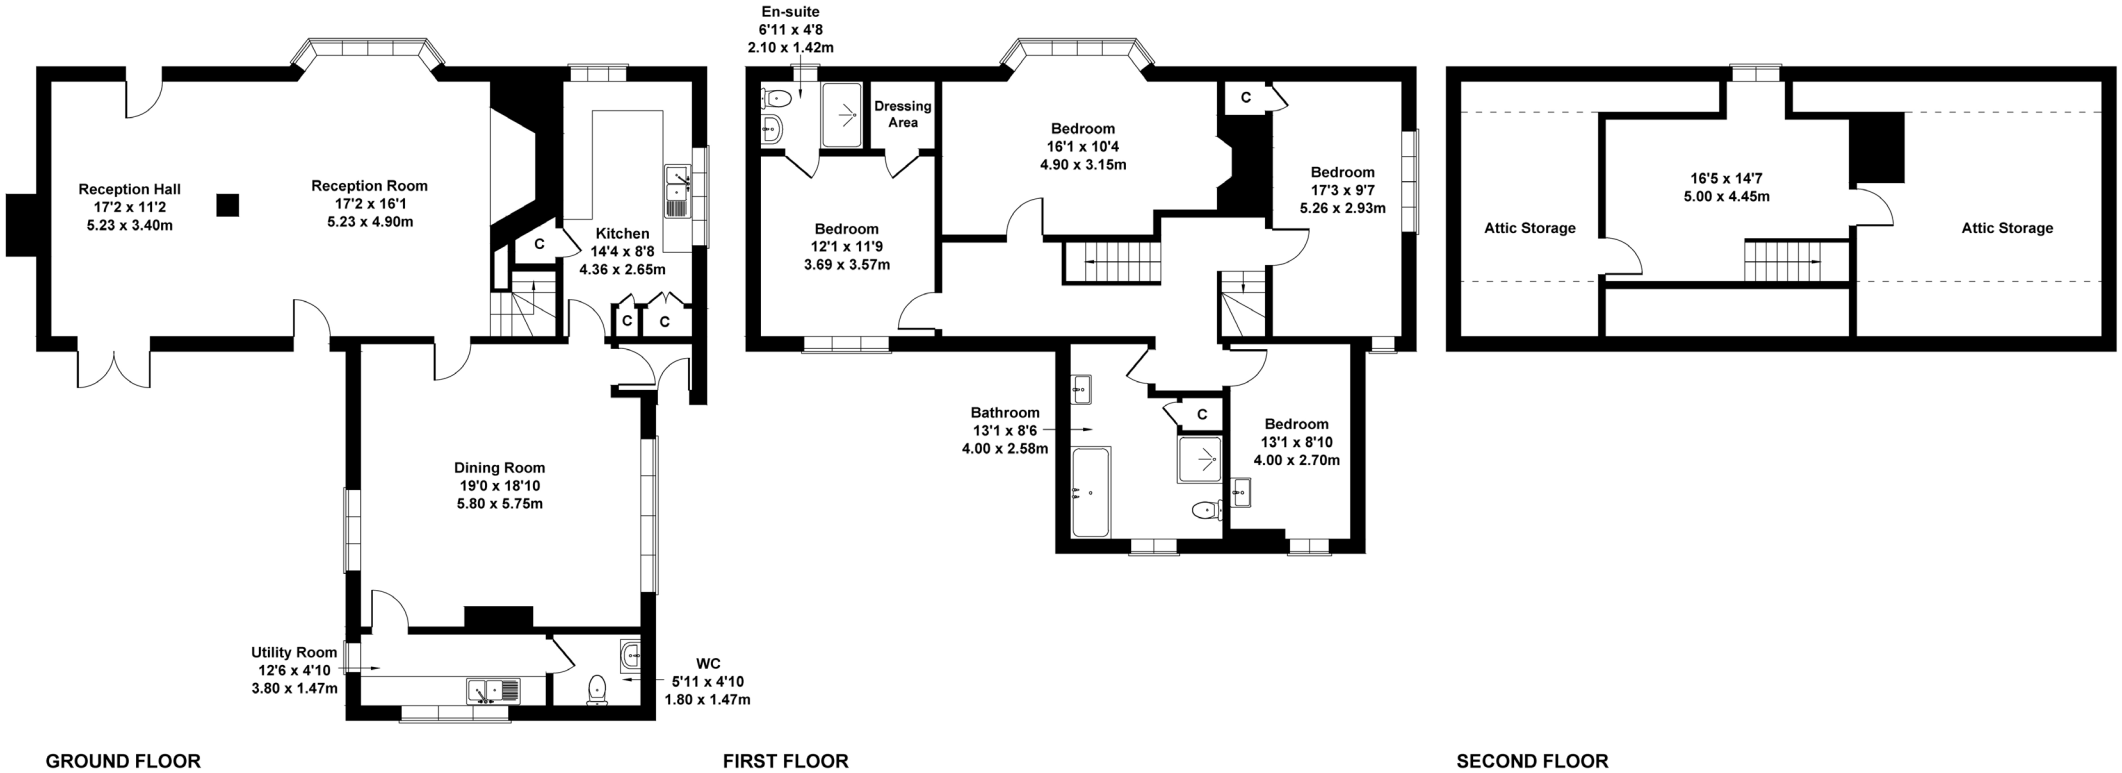 Reception Hall
17'2 x 11'2
5.23 x 3.40m
Reception Room
17'2 x 16'1
5.23 x 4.90m
C
Kitchen
14'4 x 8'8
4.36 x 2.65m
C
C
Dining Room
19'0 x 18'10
5.80 x 5.75m
Utility Room
12'6 x 4'10
3.80 x 1.47m
WC
5'11 x 4'10
1.80 x 1.47m
GROUND FLOOR
En-suite
6'11 x 4'8
2.10 x 1.42m
Dressing
Area
Bedroom
16'1 x 10'4
4.90 x 3.15m
C
Bedroom
17'3 x 9'7
5.26 x 2.93m
Bedroom
12'1 x 11'9
3.69 x 3.57m
Bathroom
13'1 x 8'6
4.00 x 2.58m
C
Bedroom
13'1 x 8'10
4.00 x 2.70m
FIRST FLOOR
Attic Storage
16'5 x 14'7
5.00 x 4.45m
Attic Storage
SECOND FLOOR